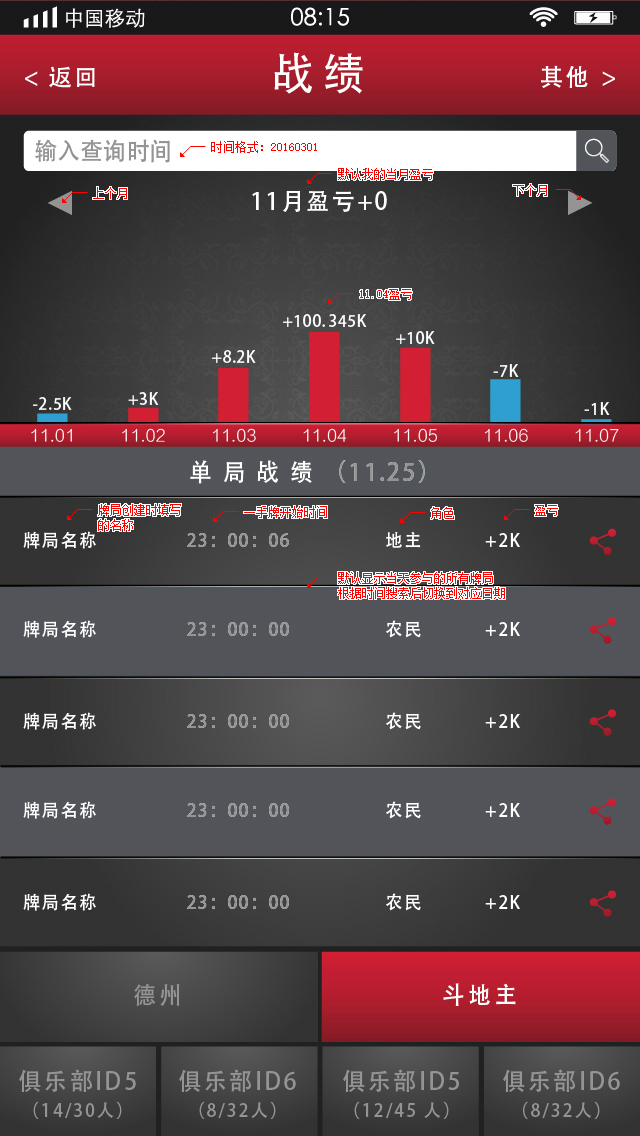 中国移动 08:15
< 返回 战绩 其他 >
输入查询时间 时间格式：20160301
默认我的当月盈亏
上个月 11月盈亏+0 下个月
11.04盈亏
-2.5K +3K +8.2K +100.345K +10K -7K -1K
11.01 11.02 11.03 11.04 11.05 11.06 11.07
单局战绩（11.25）
牌局创建时填写
的名称
一手牌开始时间 角色 盈亏
牌局名称 23：00：06 地主 +2K
默认显示当天参与的所有牌局
根据时间搜索后切换到对应日期
牌局名称 23：00：00 农民 +2K
牌局名称 23：00：00 农民 +2K
牌局名称 23：00：00 农民 +2K
牌局名称 23：00：00 农民 +2K
德州 斗地主
俱乐部ID5 俱乐部ID6 俱乐部ID5 俱乐部ID6
（14/30人） （8/32人） （12/45 人） （8/32人）